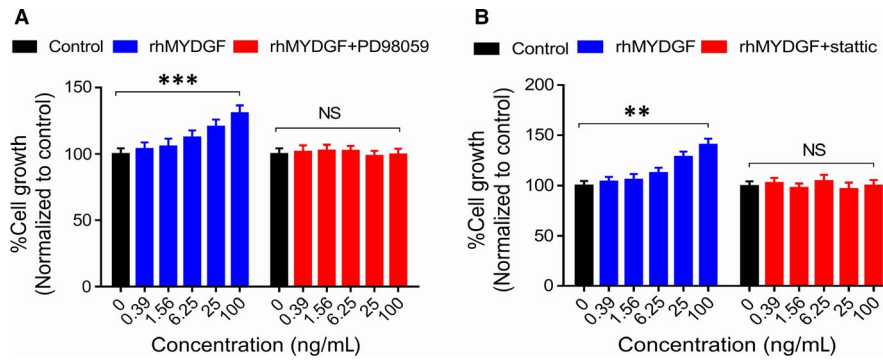 A
Control rhMYDGF rhMYDGF+PD98059
%Cell growth
(Normalized to control)
150
100
50
0
***
NS
0 0.39 1.56 6.25 25 100 0 0.39 1.56 6.25 25 100
Concentration (ng/mL)
B
Control rhMYDGF rhMYDGF+stattic
%Cell growth
(Normalized to control)
200
150
100
50
0
**
NS
0 0.39 1.56 6.25 25 100 0 0.39 1.56 6.25 25 100
Concentration (ng/mL)